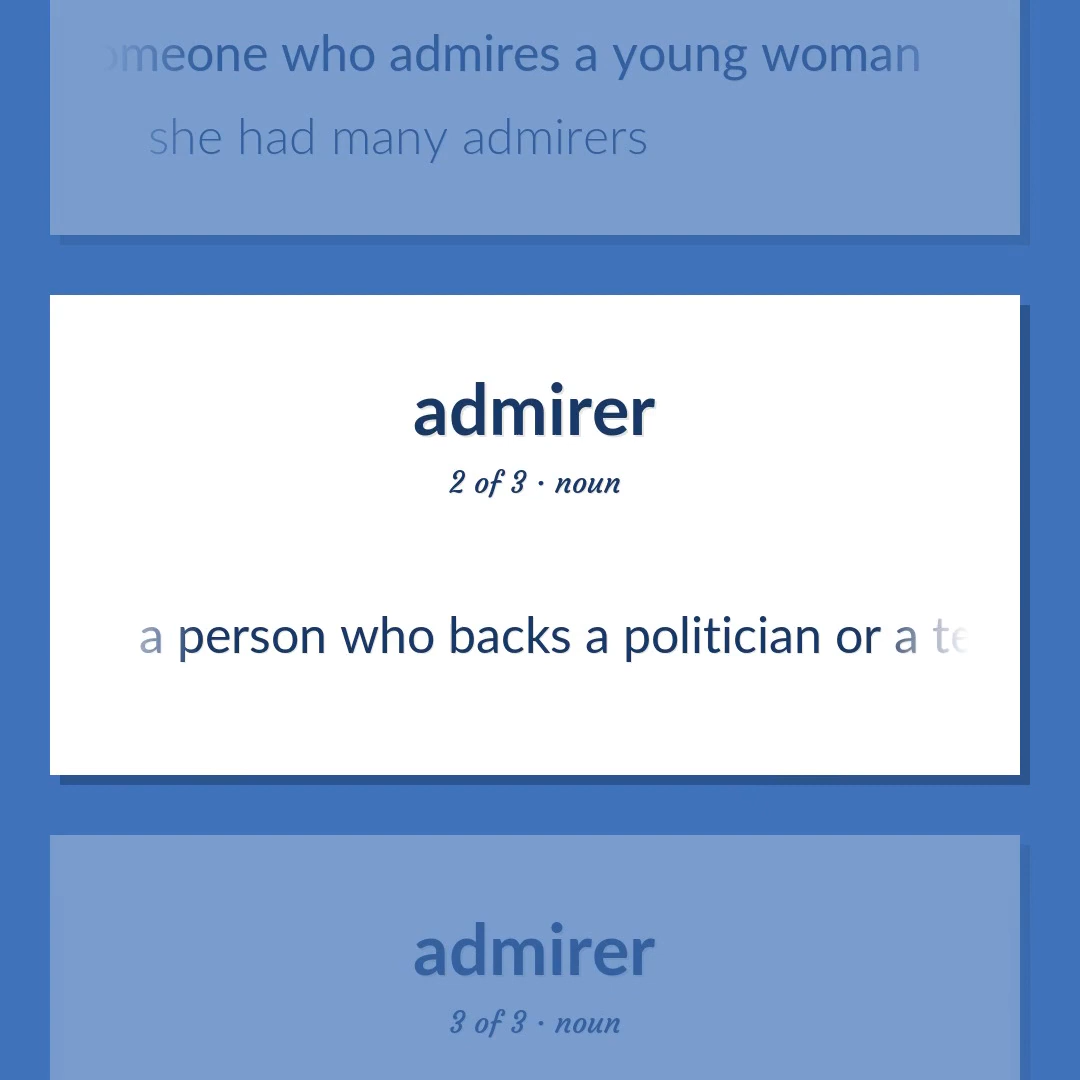 someone who admires a young woman
she had many admirers
admirer
2 of 3 · noun
a person who backs a politician or a
admirer
3 of 3 · noun